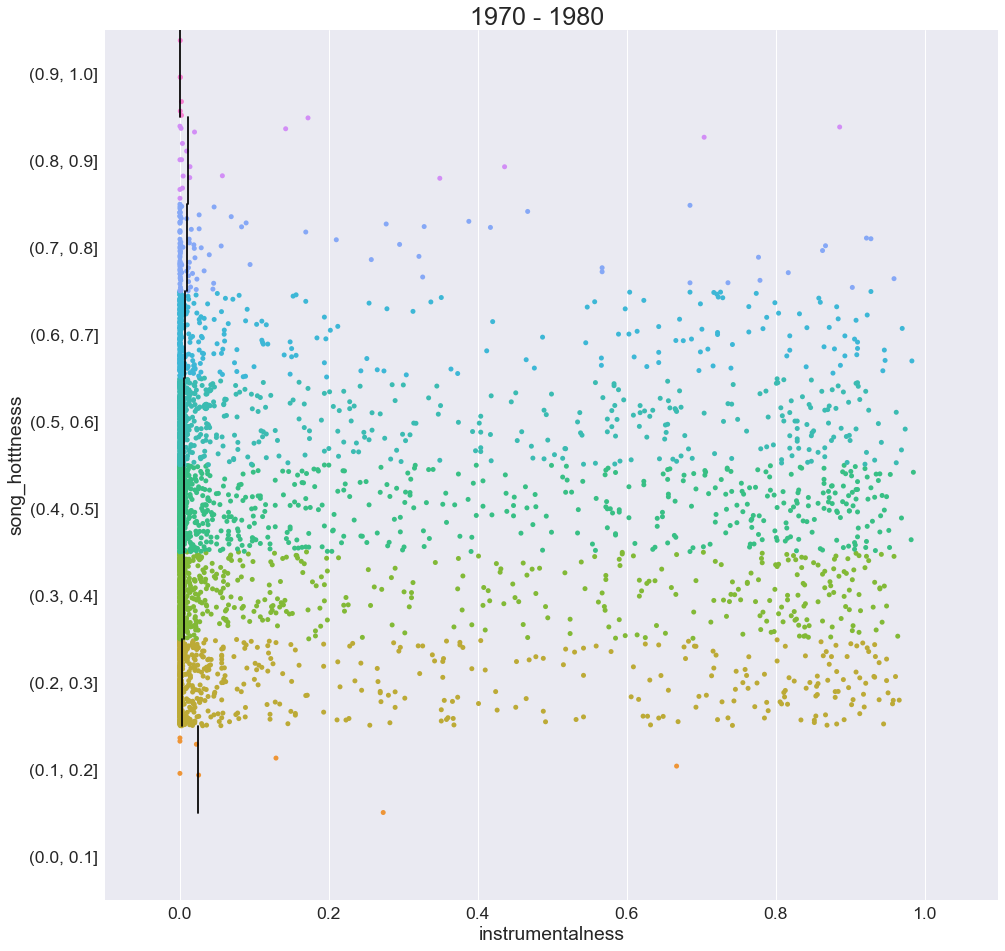 1970 - 1980
song_hotttnesss
(0.9, 1.0]
(0.8, 0.9]
(0.7, 0.8]
(0.6, 0.7]
(0.5, 0.6]
(0.4, 0.5]
(0.3, 0.4]
(0.2, 0.3]
(0.1, 0.2]
(0.0, 0.1]
0.0 0.2 0.4 0.6 0.8 1.0
instrumentalness